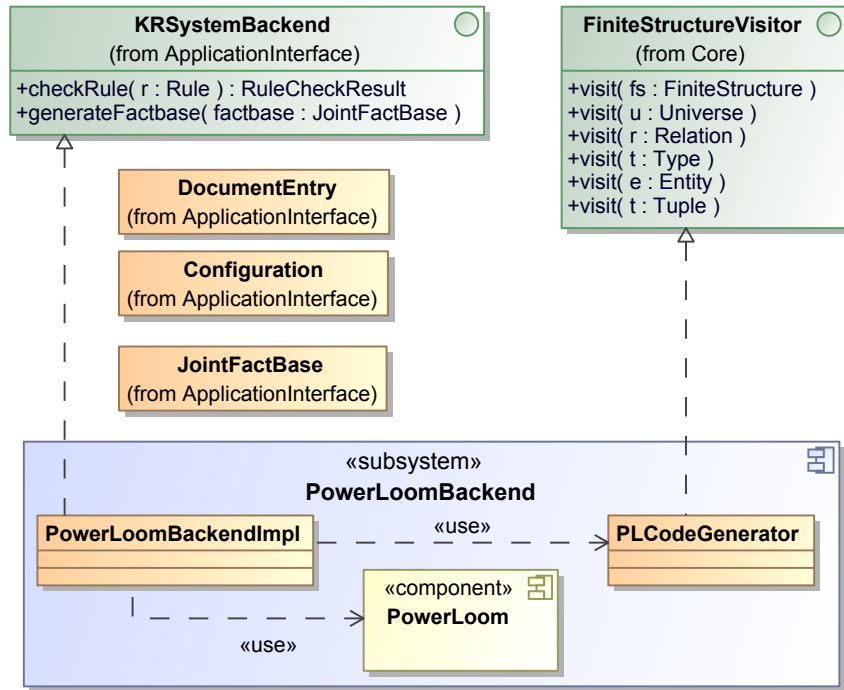 KRSystemBackend
(from ApplicationInterface)
+checkRule( r : Rule ) : RuleCheckResult
+generateFactbase( factbase : JointFactBase )
FiniteStructureVisitor
(from Core)
+visit( fs : FiniteStructure )
+visit( u : Universe )
+visit( r : Relation )
+visit( t : Type )
+visit( e : Entity )
+visit( t : Tuple )
DocumentEntry
(from ApplicationInterface)
Configuration
(from ApplicationInterface)
JointFactBase
(from ApplicationInterface)
«subsystem»
PowerLoomBackend
PowerLoomBackendImpl
«use»
PLCodeGenerator
«component»
PowerLoom
«use»